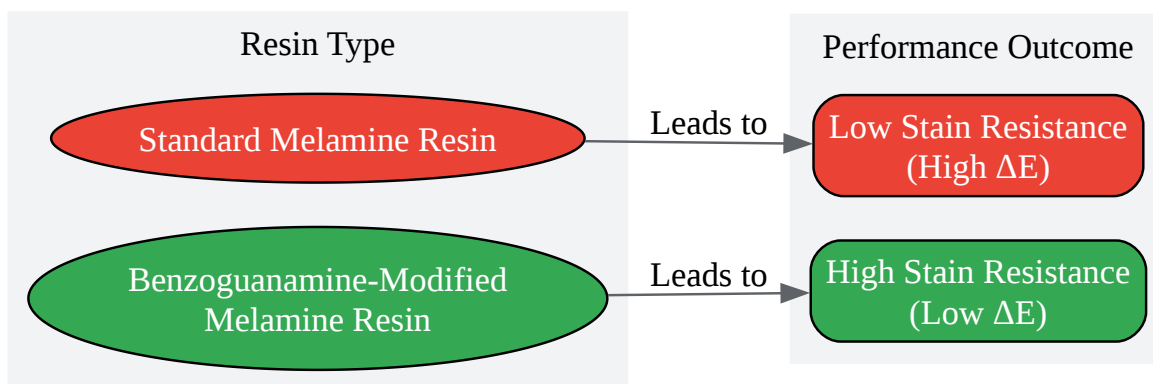 Resin Type
Performance Outcome
Standard Melamine Resin
Leads to
Low Stain Resistance
(High ΔE)
Benzoguanamine-Modified
Melamine Resin
Leads to
High Stain Resistance
(Low ΔE)